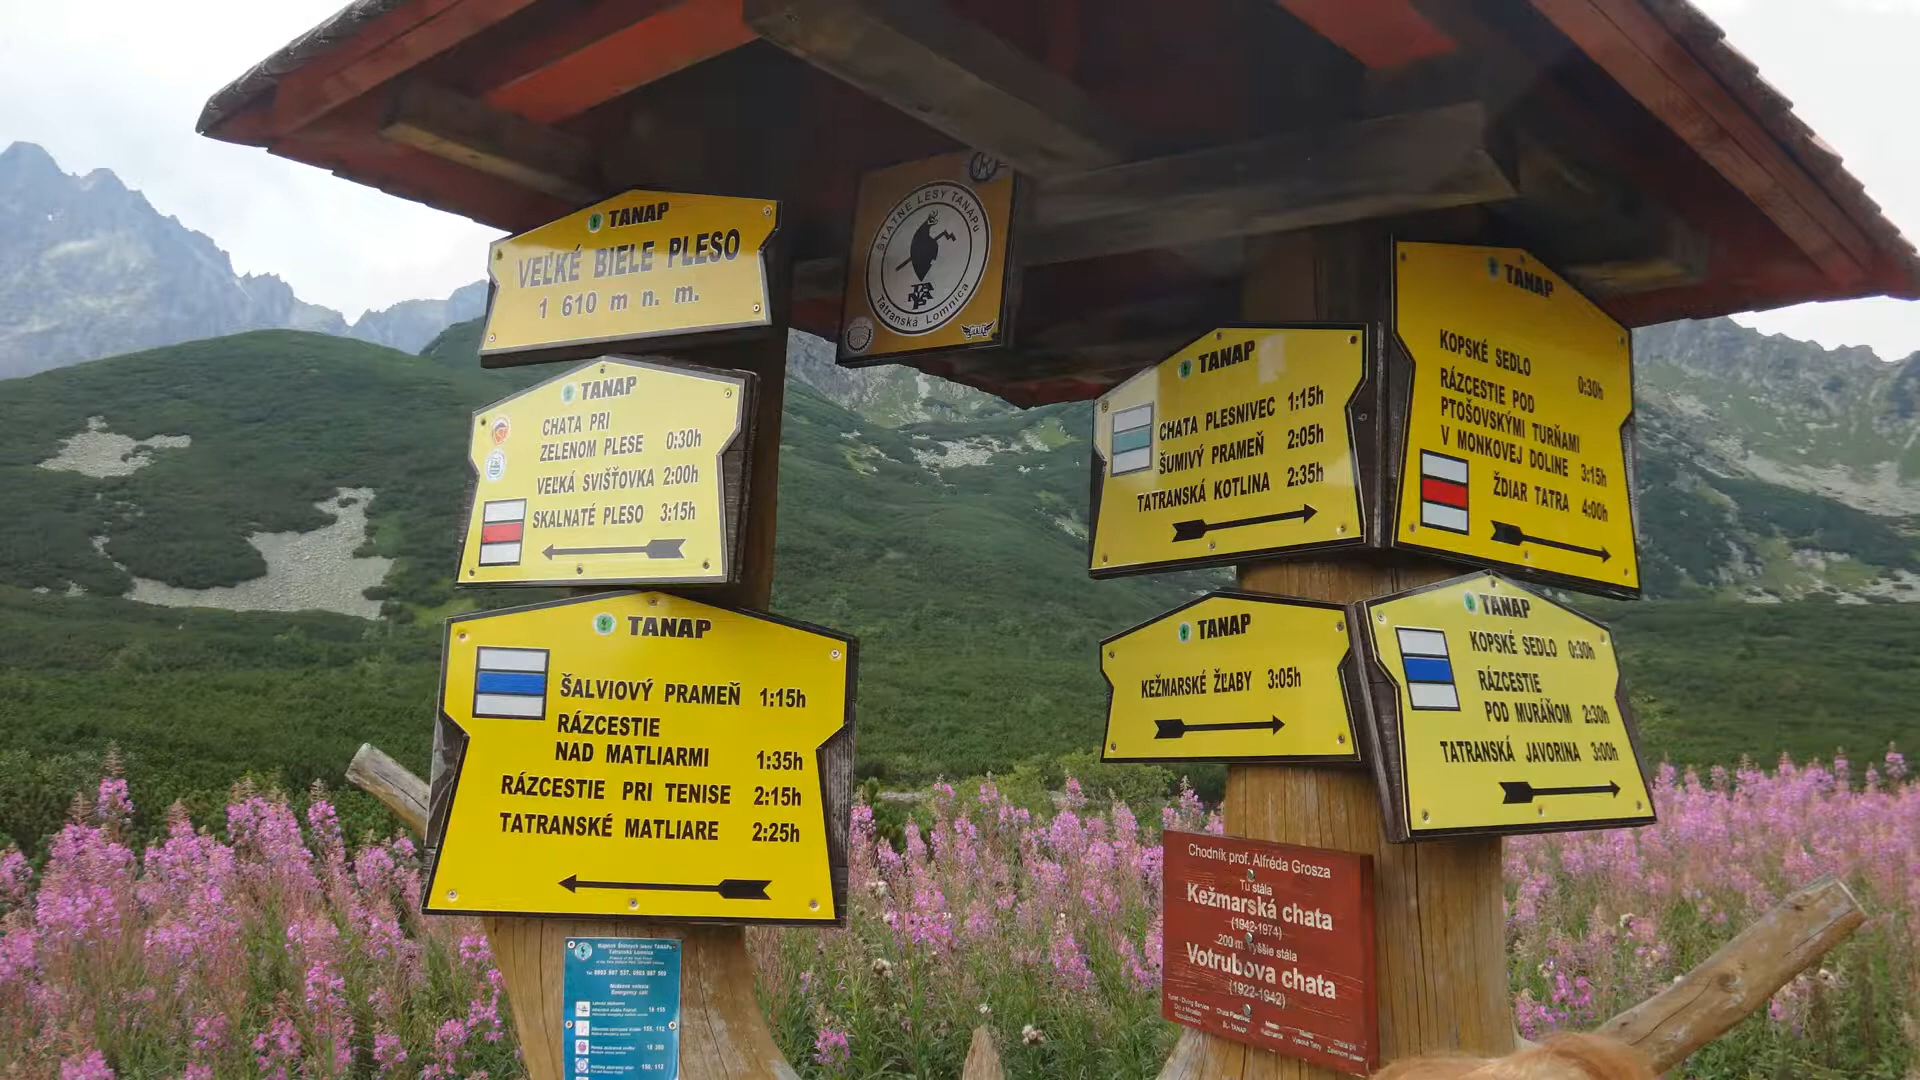 TANAP
VEĽKÉ BIELE PLESO
1 610 m n. m.
TANAP
CHATA PRI
ZELENOM PLESE 0:30h
VEĽKÁ SVIŠŤOVKA 2:00h
SKALNATÉ PLESO 3:15h
TANAP
ŠALVIOVÝ PRAMEŇ 1:15h
RÁZCESTIE
NAD MATLIARMI 1:35h
RÁZCESTIE PRI TENISE 2:15h
TATRANSKÉ MATLIARE 2:25h
ŠTÁTNE LESY TANAPu
Tatranská Lomnica
TANAP
CHATA PLESNIVEC 1:15h
ŠUMIVÝ PRAMEŇ 2:05h
TATRANSKÁ KOTLINA 2:35h
TANAP
KOPSKÉ SEDLO 0:30h
RÁZCESTIE POD
PTOŠOVSKÝMI TURŇAMI
V MONKOVEJ DOLINE 3:15h
ŽDIAR TATRA 4:00h
TANAP
KEŽMARSKÉ ŽĽABY 3:05h
TANAP
KOPSKÉ SEDLO 0:30h
RÁZCESTIE
POD MURÁŇOM 2:30h
TATRANSKÁ JAVORINA 3:00h
Chodník prof. Alfréda Grosza
Tu stála
Kežmarská chata
(1942-1974)
200 m vyššie stála
Votrubova chata
(1922-1942)
Tatranská Lomnica
Emergency call